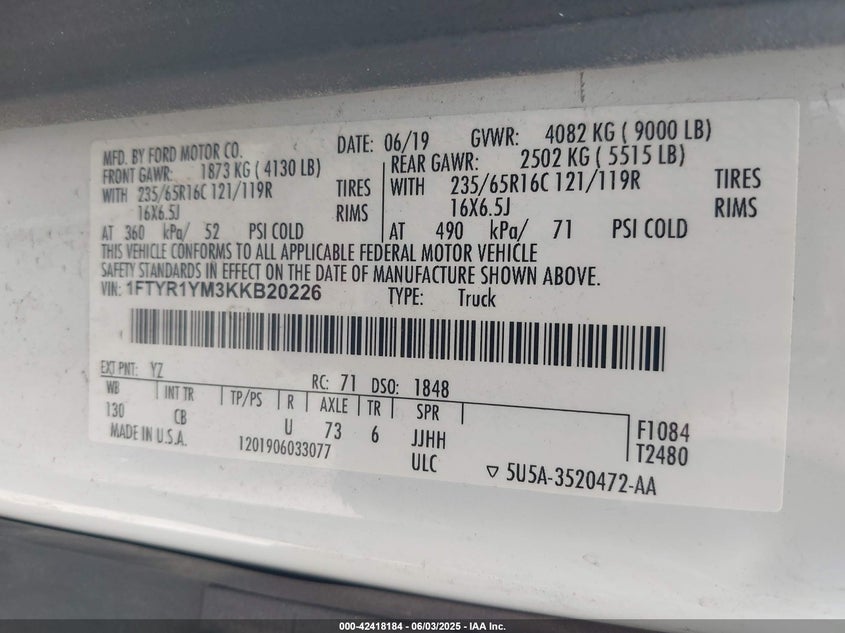 MFD. BY FORD MOTOR CO. DATE: 06/19 GVWR: 4082 KG ( 9000 LB)
FRONT GAWR: 1873 KG ( 4130 LB) REAR GAWR: 2502 KG ( 5515 LB)
WITH 235/65R16C 121/119R TIRES WITH 235/65R16C 121/119R TIRES
16X6.5J RIMS 16X6.5J RIMS
AT 360 kPa/ 52 PSI COLD AT 490 kPa/ 71 PSI COLD
THIS VEHICLE CONFORMS TO ALL APPLICABLE FEDERAL MOTOR VEHICLE
SAFETY STANDARDS IN EFFECT ON THE DATE OF MANUFACTURE SHOWN ABOVE.
VIN: 1FTYR1YM3KKB20226 TYPE: Truck
EXT PNT: YZ RC: 71 DSO: 1848
WB INT TR TP/PS R AXLE TR SPR
130 CB U 73 6 JJHH F1084
MADE IN U.S.A. 1201906033077 ULC T2480
▽ 5U5A-3520472-AA
000-42418184 - 06/03/2025 - IAA Inc.